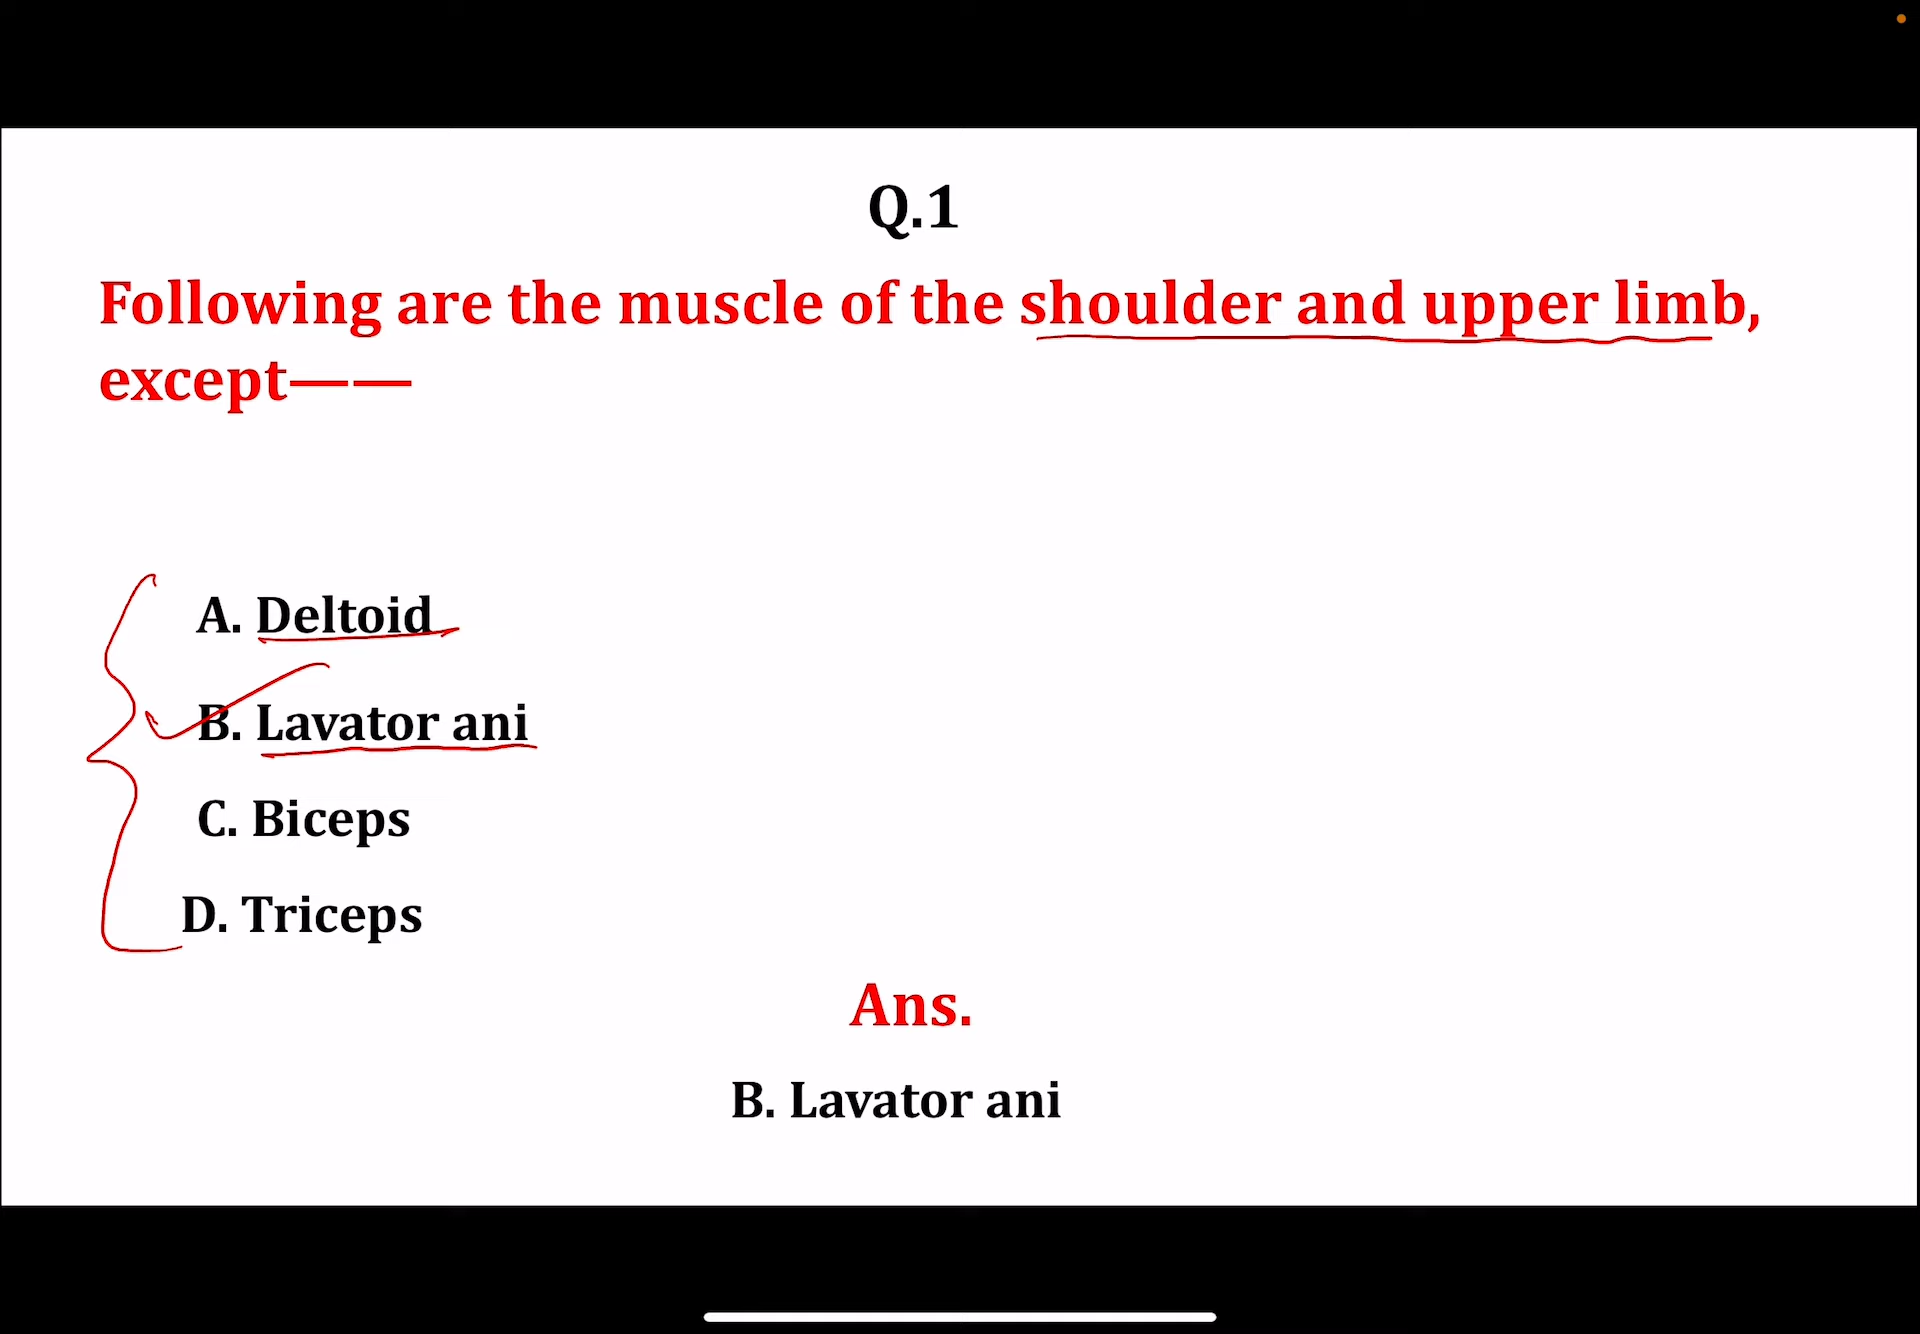 Q.1
Following are the muscle of the shoulder and upper limb,
except——
A. Deltoid
B. Lavator ani
C. Biceps
D. Triceps
Ans.
B. Lavator ani